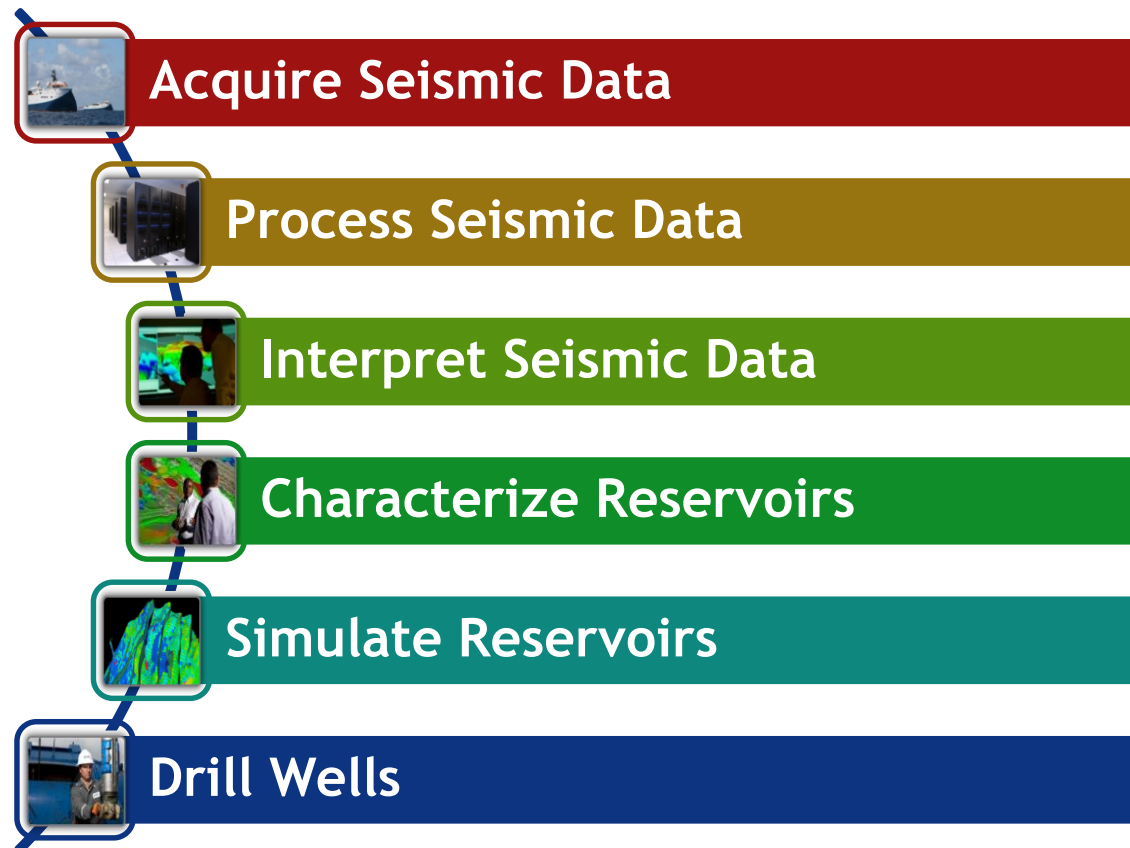 Acquire Seismic Data
Process Seismic Data
Interpret Seismic Data
Characterize Reservoirs
Simulate Reservoirs
Drill Wells